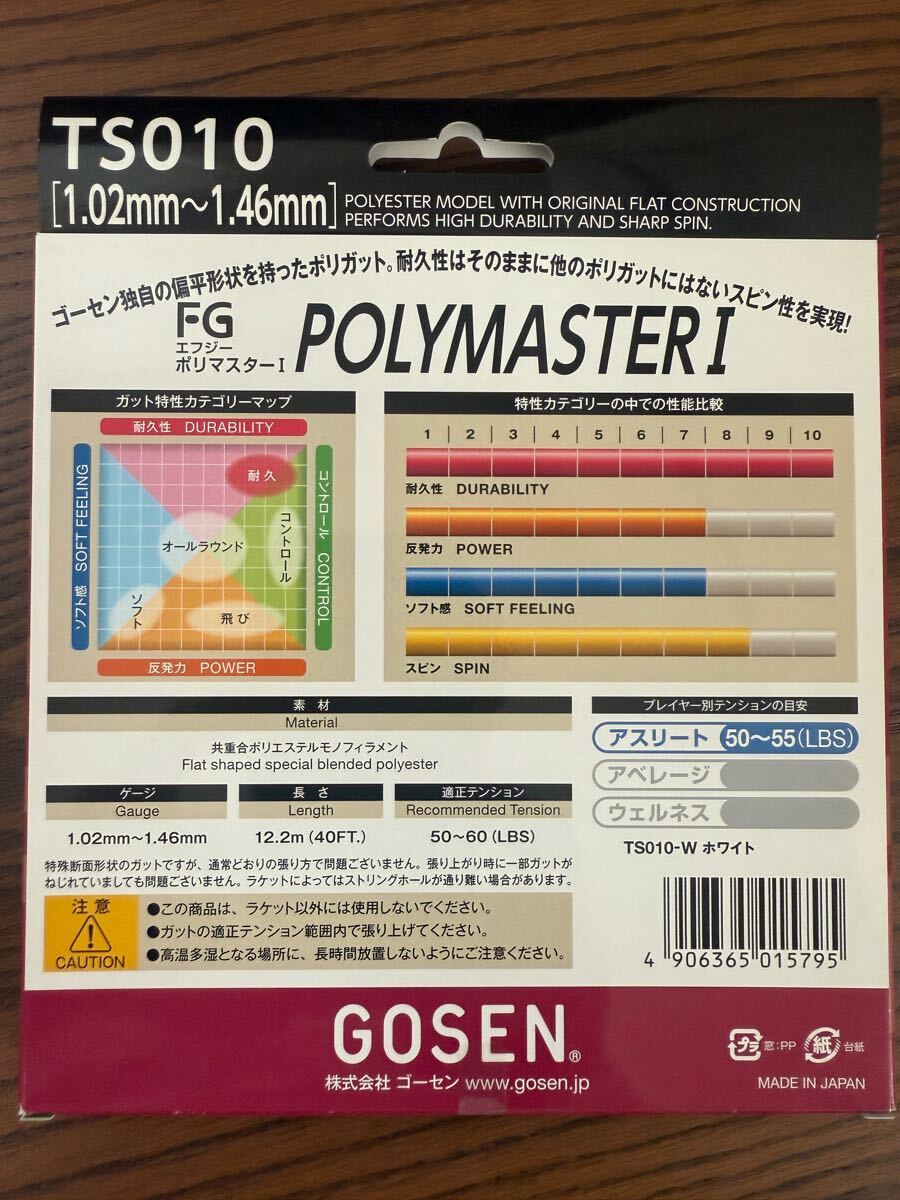 TS010
[1.02mm～1.46mm]
POLYESTER MODEL WITH ORIGINAL FLAT CONSTRUCTION
PERFORMS HIGH DURABILITY AND SHARP SPIN.
ゴーセン独自の偏平形状を持ったポリガット。耐久性はそのままに他のポリガットにはないスピン性を実現!
FG
エフジー
ポリマスターI
POLYMASTER I
ガット特性カテゴリーマップ
耐久性 DURABILITY
ソフト感 SOFT FEELING
コントロール CONTROL
耐久
コントロール
オールラウンド
ソフト
飛び
反発力 POWER
特性カテゴリーの中での性能比較
1 | 2 | 3 | 4 | 5 | 6 | 7 | 8 | 9 | 10
耐久性 DURABILITY
反発力 POWER
ソフト感 SOFT FEELING
スピン SPIN
素材
Material
共重合ポリエステルモノフィラメント
Flat shaped special blended polyester
ゲージ
Gauge
1.02mm～1.46mm
長さ
Length
12.2m（40FT.）
適正テンション
Recommended Tension
50～60（LBS）
特殊断面形状のガットですが、通常どおりの張り方で問題ございません。張り上がり時に一部ガットが
ねじれていましても問題ございません。ラケットによってはストリングホールが通り難い場合があります。
注意
CAUTION
●この商品は、ラケット以外には使用しないでください。
●ガットの適正テンション範囲内で張り上げてください。
●高温多湿となる場所に、長時間放置しないようにご注意ください。
プレイヤー別テンションの目安
アスリート 50～55（LBS）
アベレージ
ウェルネス
TS010-W ホワイト
4 906365 015795
GOSEN®
株式会社 ゴーセン www.gosen.jp
プラ 窓:PP 紙 台紙
MADE IN JAPAN